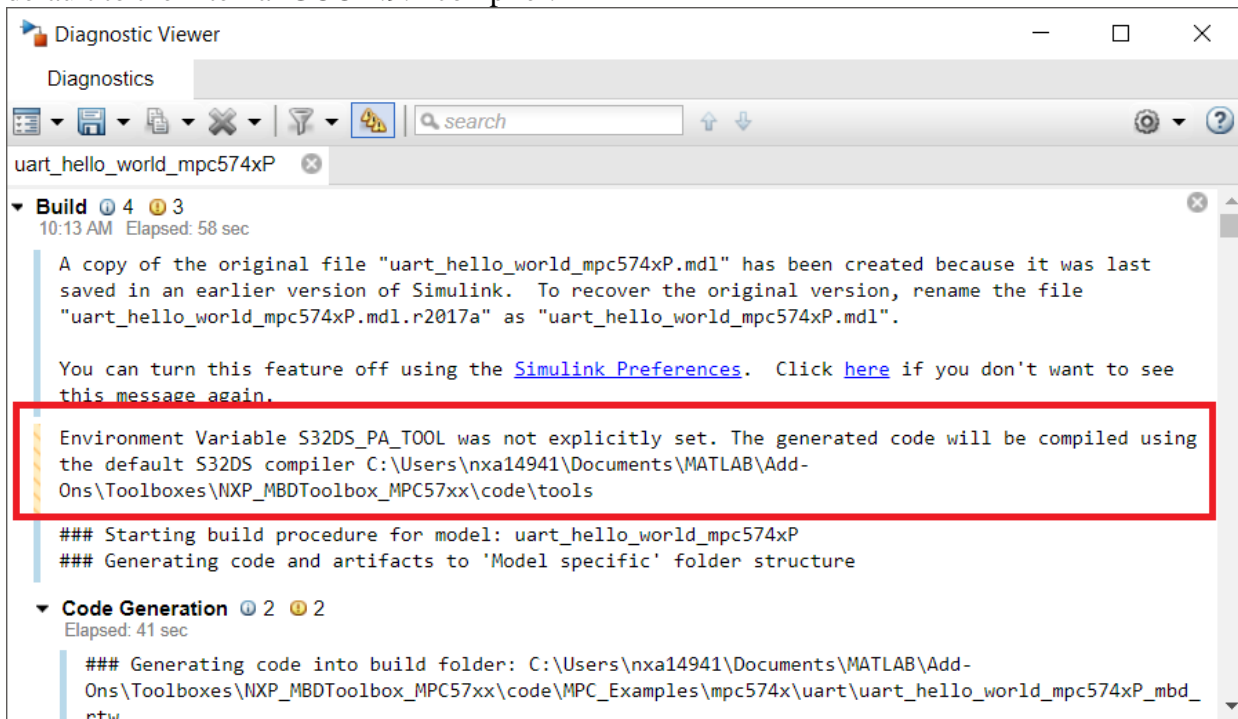 Diagnostic Viewer
Diagnostics
search
uart_hello_world_mpc574xP
Build 4 3
10:13 AM Elapsed: 58 sec
A copy of the original file "uart_hello_world_mpc574xP.mdl" has been created because it was last
saved in an earlier version of Simulink. To recover the original version, rename the file
"uart_hello_world_mpc574xP.mdl.r2017a" as "uart_hello_world_mpc574xP.mdl".
You can turn this feature off using the Simulink Preferences. Click here if you don't want to see
this message again.
Environment Variable S32DS_PA_TOOL was not explicitly set. The generated code will be compiled using
the default S32DS compiler C:\Users\nxa14941\Documents\MATLAB\Add-
Ons\Toolboxes\NXP_MBDToolbox_MPC57xx\code\tools
### Starting build procedure for model: uart_hello_world_mpc574xP
### Generating code and artifacts to 'Model specific' folder structure
Code Generation 2 2
Elapsed: 41 sec
### Generating code into build folder: C:\Users\nxa14941\Documents\MATLAB\Add-
Ons\Toolboxes\NXP_MBDToolbox_MPC57xx\code\MPC_Examples\mpc574x\uart\uart_hello_world_mpc574xP_mbd_
rtw